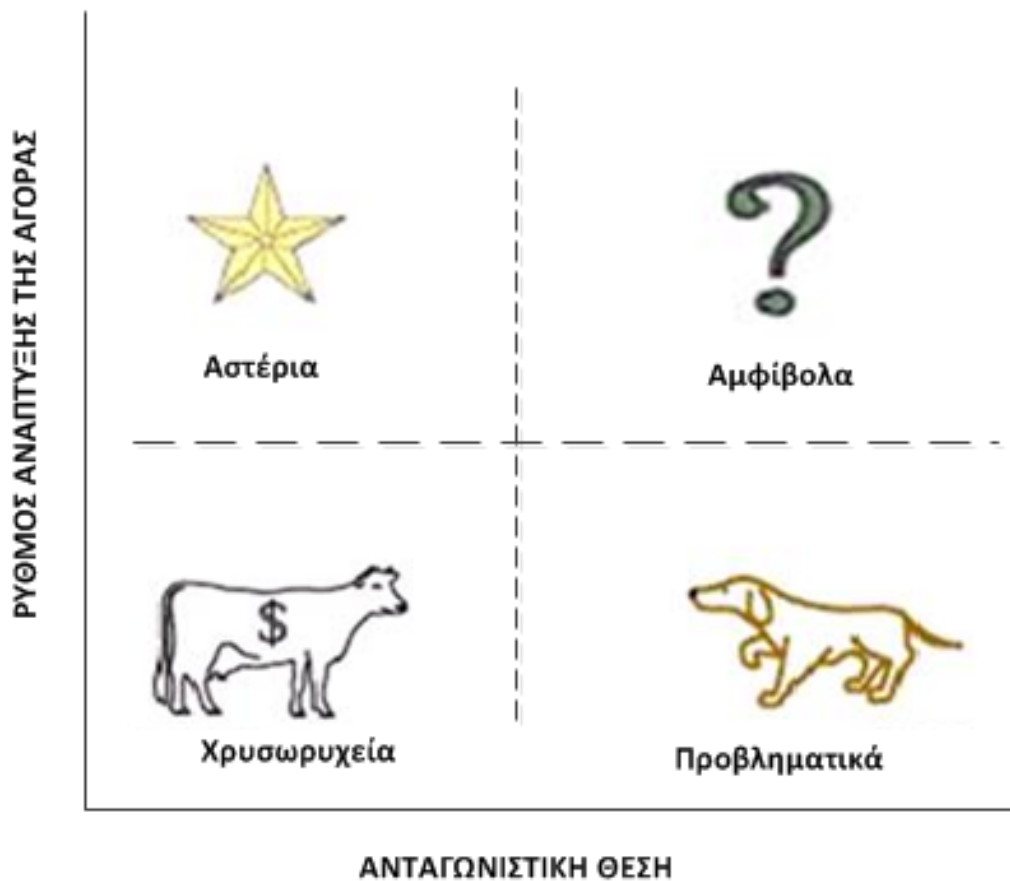 ΡΥΘΜΟΣ ΑΝΑΠΤΥΞΗΣ ΤΗΣ ΑΓΟΡΑΣ
Αστέρια
Αμφίβολα
$
Χρυσωρυχεία
Προβληματικά
ΑΝΤΑΓΩΝΙΣΤΙΚΗ ΘΕΣΗ